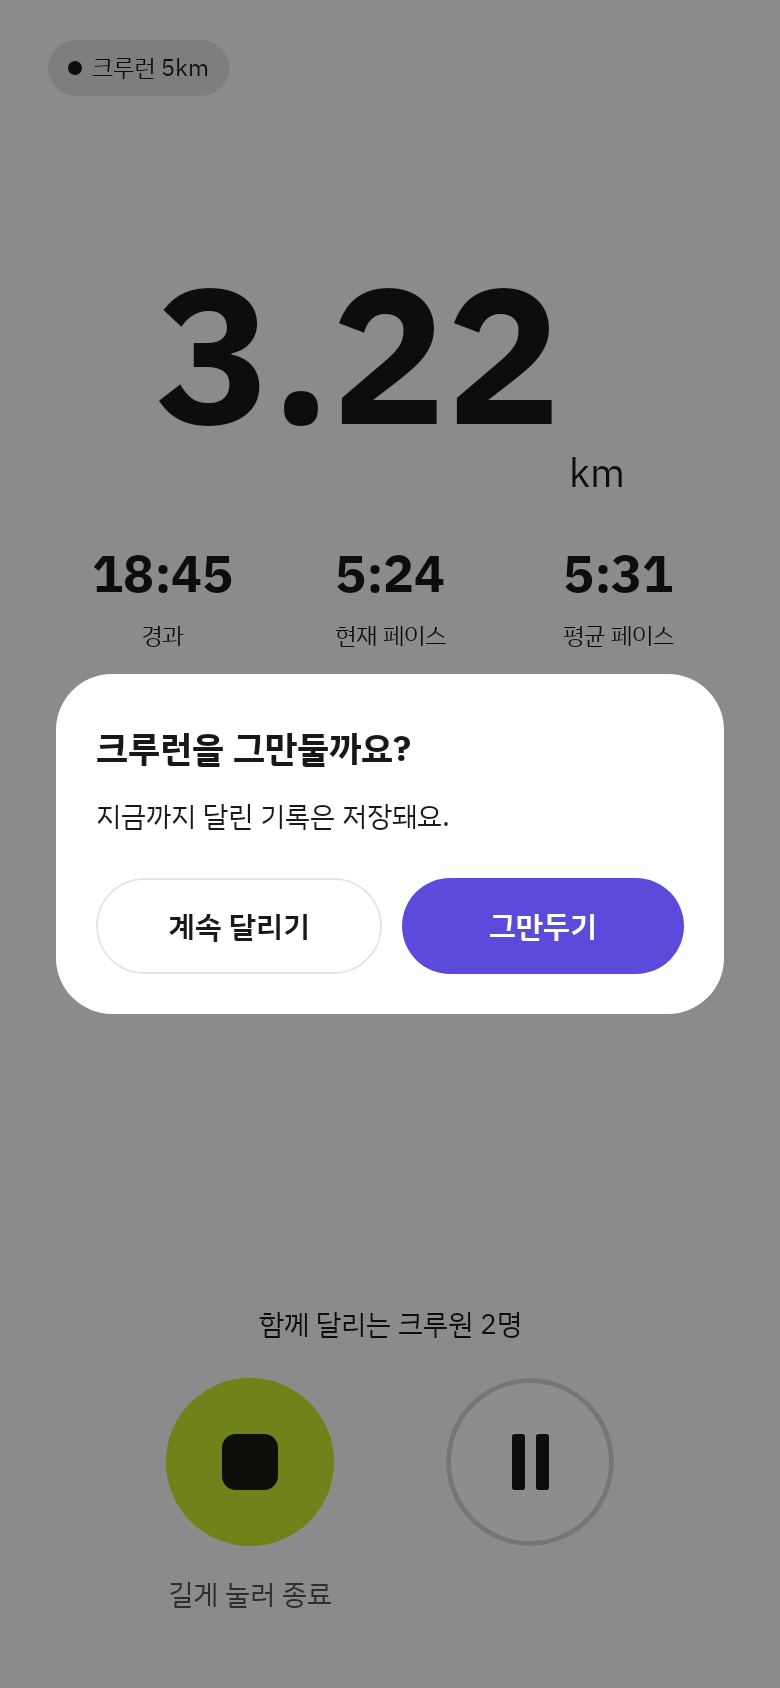 크루런 5km
3.22
km
18:45 5:24 5:31
경과 현재 페이스 평균 페이스
크루런을 그만둘까요?
지금까지 달린 기록은 저장돼요.
계속 달리기 그만두기
함께 달리는 크루원 2명
길게 눌러 종료